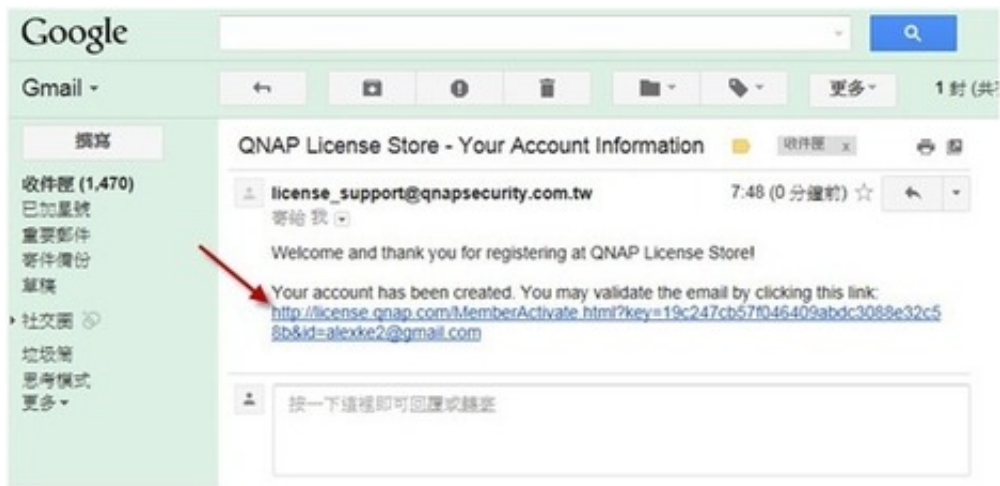 Google
Gmail
更多
1 封 (共
撰寫
QNAP License Store - Your Account Information
收件匣 x
收件匣 (1,470)
已加星號
重要郵件
寄件備份
草稿
社交圈
垃圾筒
思考模式
更多
license_support@qnapsecurity.com.tw
7:48 (0 分鐘前)
寄給 我
Welcome and thank you for registering at QNAP License Store!
Your account has been created. You may validate the email by clicking this link:
http://license.qnap.com/MemberActivate.html?key=19c247cb57f046409abdc3088e32c5
8b&id=alexke2@gmail.com
按一下這裡即可回覆或轉寄